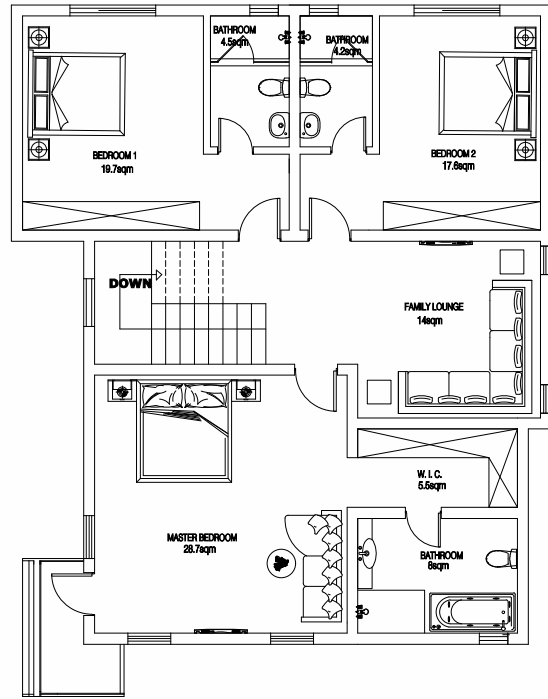 BATHROOM
4.5sqm
BATHROOM
4.2sqm
BEDROOM 1
19.7sqm
BEDROOM 2
17.6sqm
DOWN
FAMILY LOUNGE
14sqm
W. I. C.
5.5sqm
MASTER BEDROOM
28.7sqm
BATHROOM
6sqm